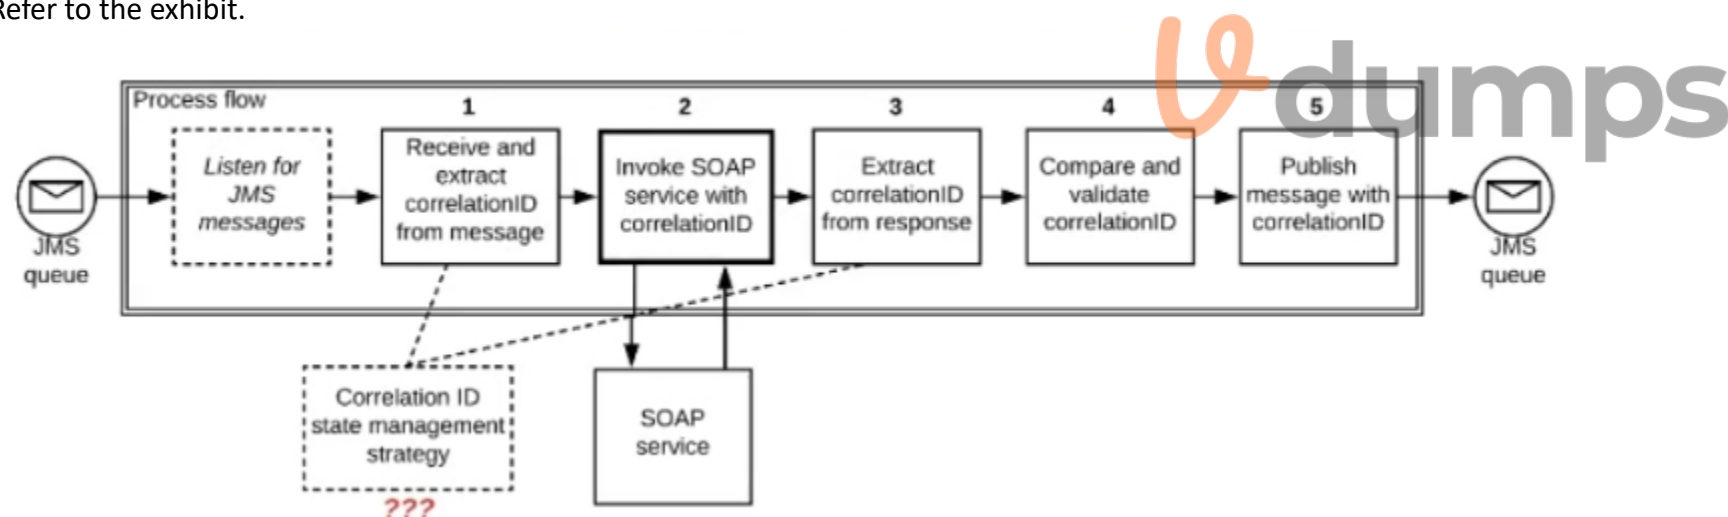 Refer to the exhibit.
dumps
Process flow
1
2
3
4
5
Listen for
JMS
messages
Receive and
extract
correlationID
from message
Invoke SOAP
service with
correlationID
Extract
correlationID
from response
Compare and
validate
correlationID
Publish
message with
correlationID
JMS
queue
JMS
queue
Correlation ID
state management
strategy
???
SOAP
service